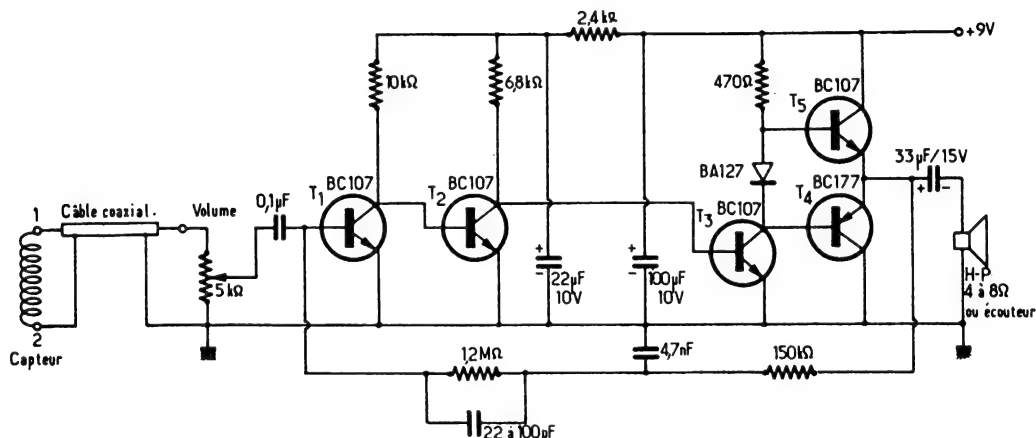 2,4kΩ
+9V
10kΩ
6,8kΩ
470Ω
BC107
T5
33µF/15V
+ -
BA127
BC177
T4
Câble coaxial.
Volume
0,1µF
T1
BC107
T2
BC107
T3
BC107
1
2
Capteur
5kΩ
+
-
22µF
10V
+
-
100µF
10V
H-P
4 à 8Ω
ou écouteur
4,7nF
1,2MΩ
150kΩ
22 à 100pF